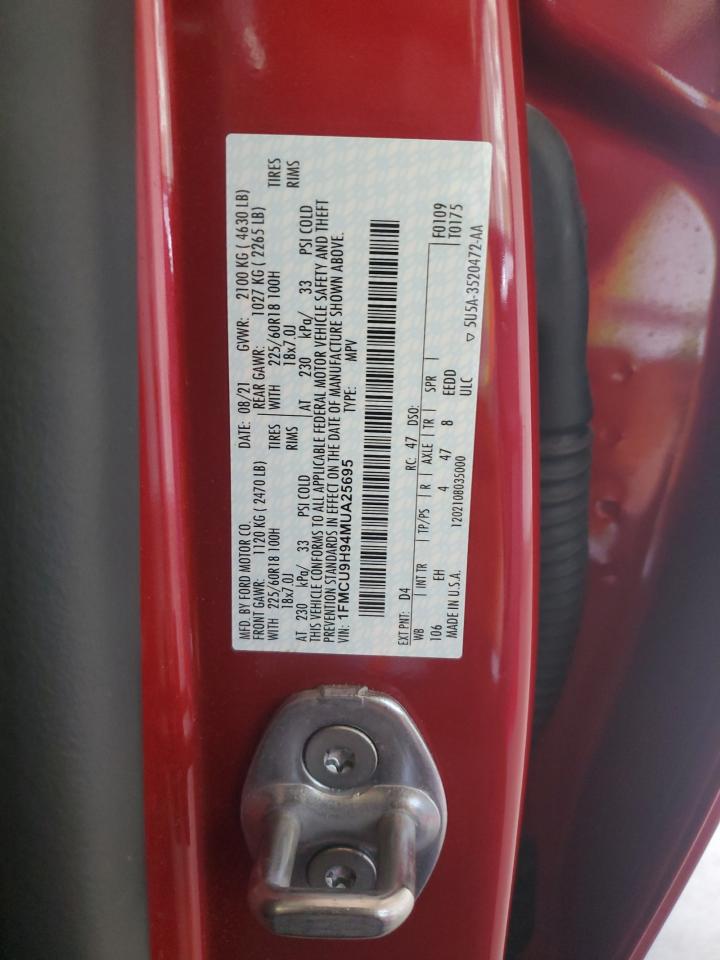 MFD. BY FORD MOTOR CO. DATE: 08/21 GVWR: 2100 KG ( 4630 LB)
FRONT GAWR: 1120 KG ( 2470 LB) REAR GAWR: 1027 KG ( 2265 LB)
WITH 225/60R18 100H TIRES WITH 225/60R18 100H TIRES
18x7.0J RIMS 18x7.0J RIMS
AT 230 kPa/ 33 PSI COLD AT 230 kPa/ 33 PSI COLD
THIS VEHICLE CONFORMS TO ALL APPLICABLE FEDERAL MOTOR VEHICLE SAFETY AND THEFT
PREVENTION STANDARDS IN EFFECT ON THE DATE OF MANUFACTURE SHOWN ABOVE.
VIN: 1FMCU9H94MUA25695 TYPE: MPV
EXT PNT: D4 RC: 47 DSO: F0109
WB INT TR TP/PS R AXLE TR SPR T0175
106 EH 4 47 8 EEDD
MADE IN U.S.A. 1202108035000 ULC
▽ 5U5A-3520472-AA